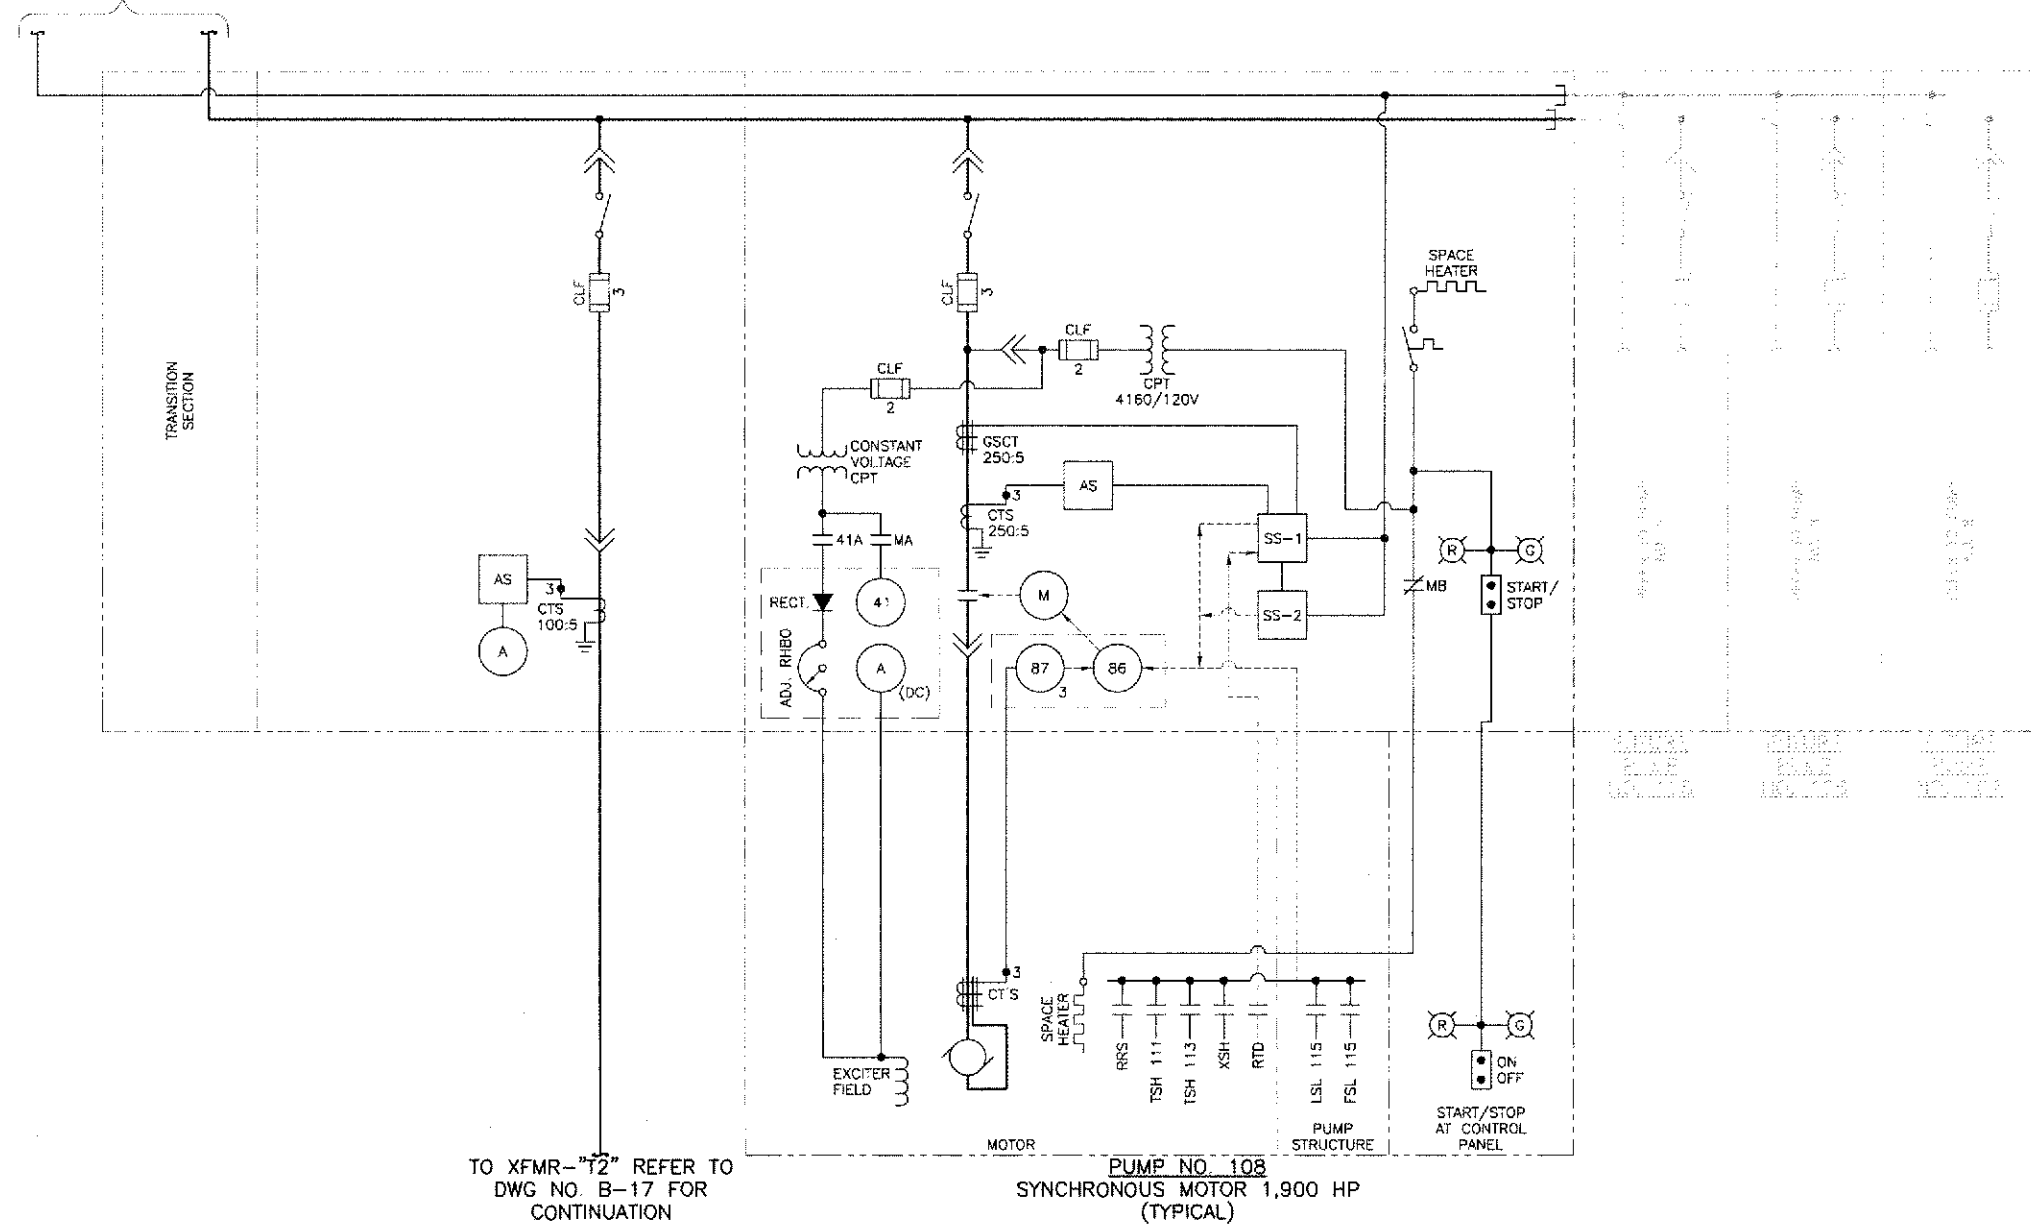 SPACE
HEATER
CLF
3
CLF
3
CLF
2
CPT
4160/120V
CLF
2
TRANSITION
SECTION
CONSTANT
VOLTAGE
CPT
GSCT
250:5
AS
3
CTS
250:5
41A
MA
SS-1
R
G
AS
3
CTS
100:5
A
RECT.
41
M
SS-2
MB
START/
STOP
ADJ. RHBO
A
(DC)
87
3
86
3
CT'S
EXCITER
FIELD
SPACE
HEATER
RRS
TSH 111
TSH 113
XSH
RTD
LSL 115
FSL 115
R
G
ON
OFF
START/STOP
AT CONTROL
PANEL
MOTOR
PUMP
STRUCTURE
TO XFMR-"T2" REFER TO
DWG NO. B-17 FOR
CONTINUATION
PUMP NO. 108
SYNCHRONOUS MOTOR 1,900 HP
(TYPICAL)